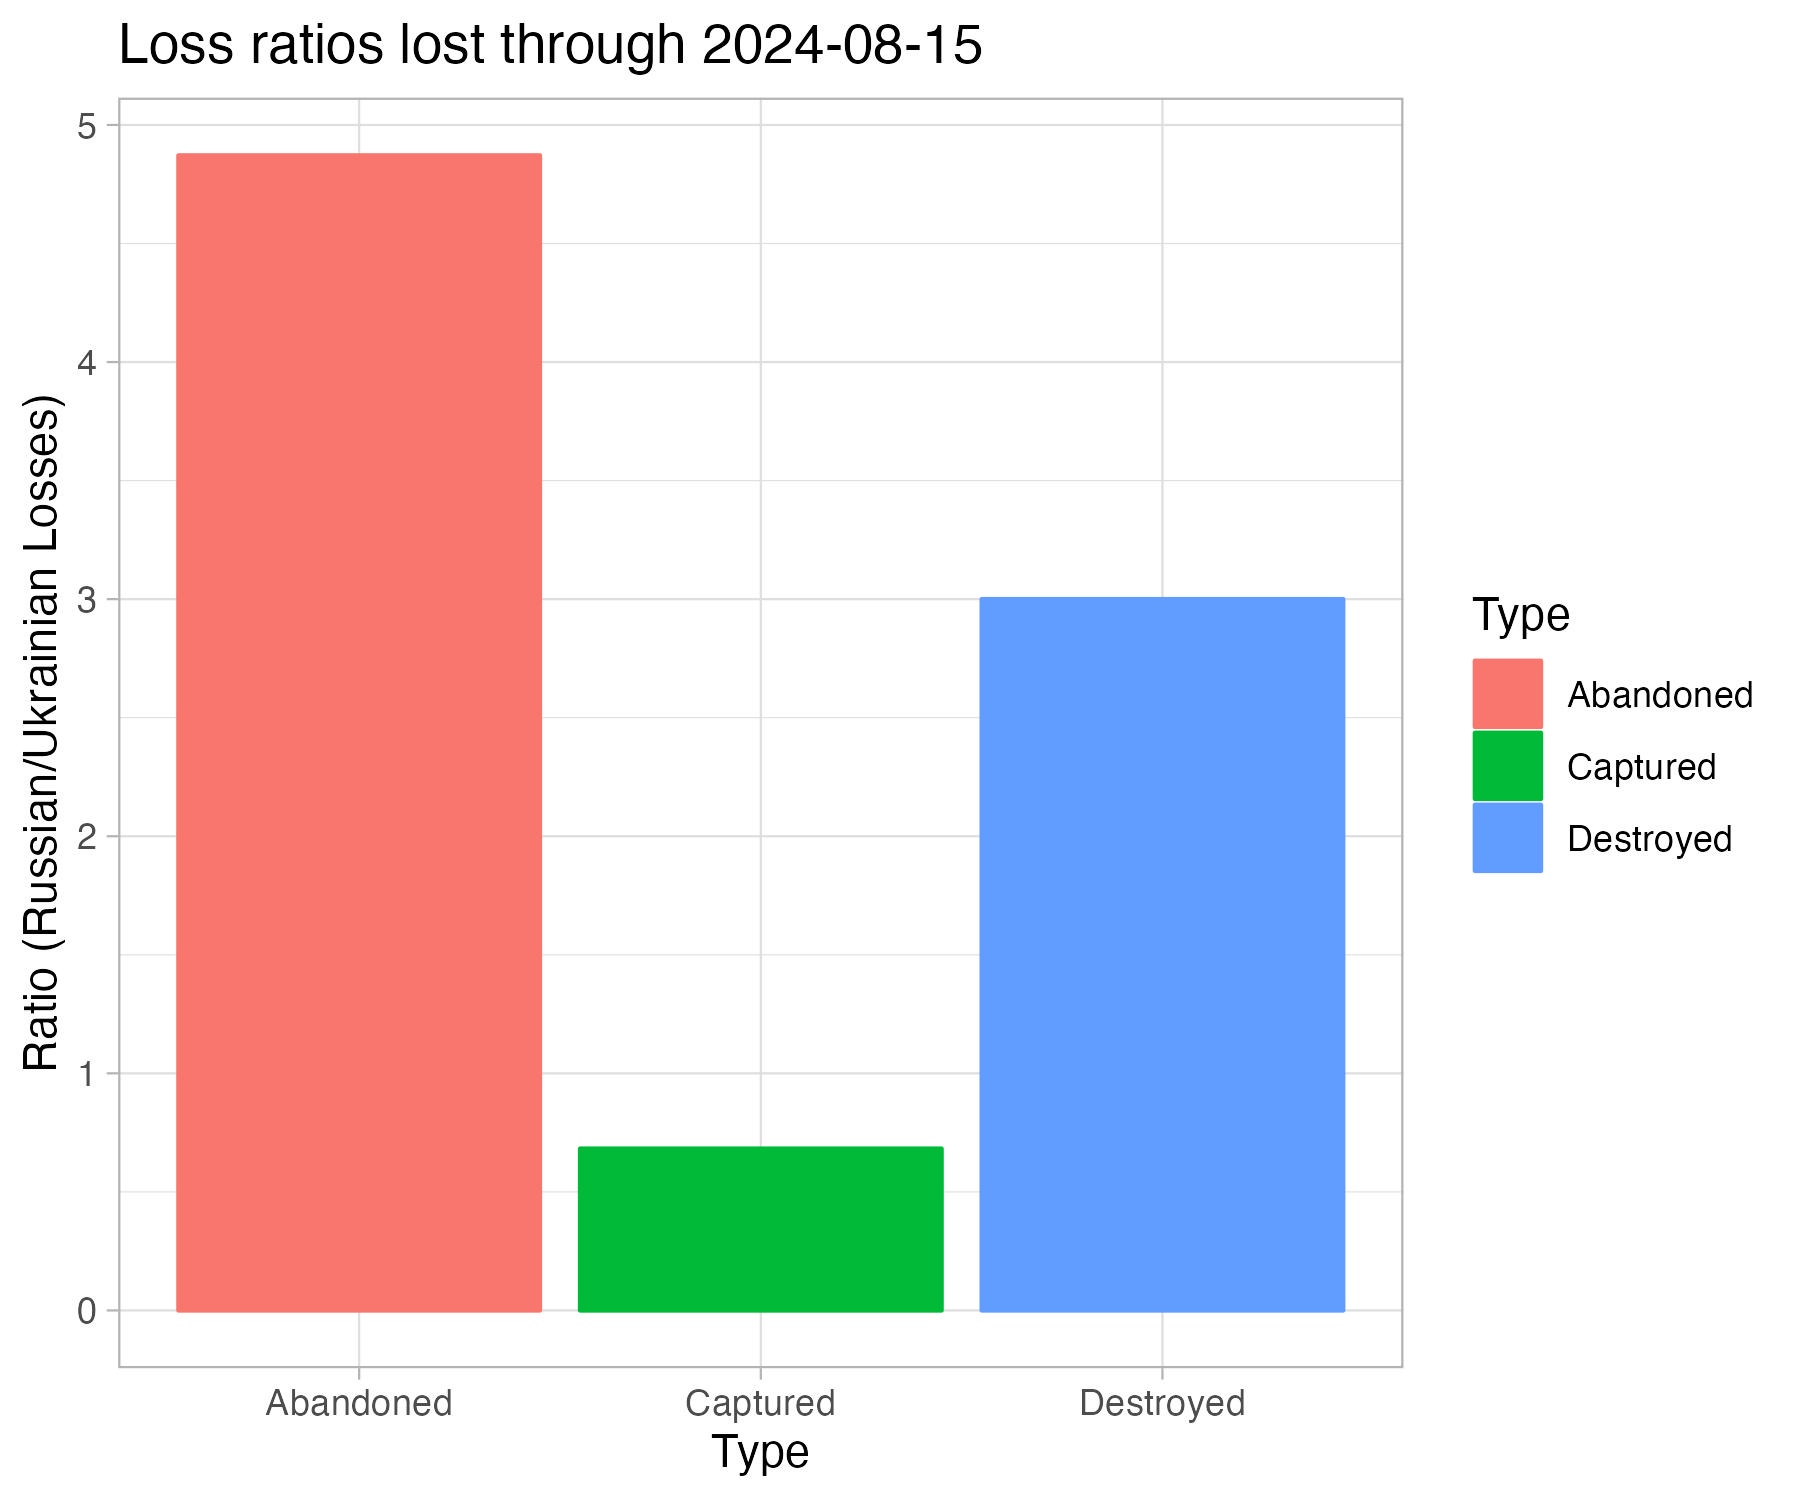 Loss ratios lost through 2024-08-15
Ratio (Russian/Ukrainian Losses)
5
4
3
2
1
0
Abandoned
Captured
Destroyed
Type
Type
Abandoned
Captured
Destroyed